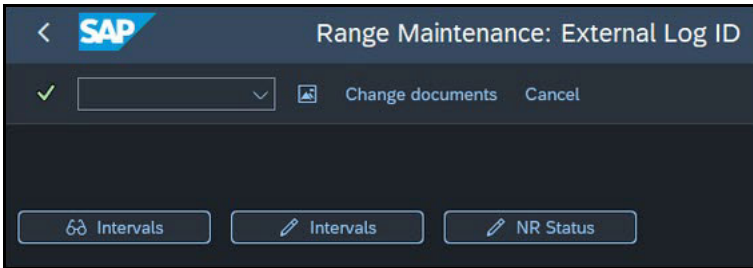 SAP Range Maintenance: External Log ID
Change documents Cancel
Intervals Intervals NR Status